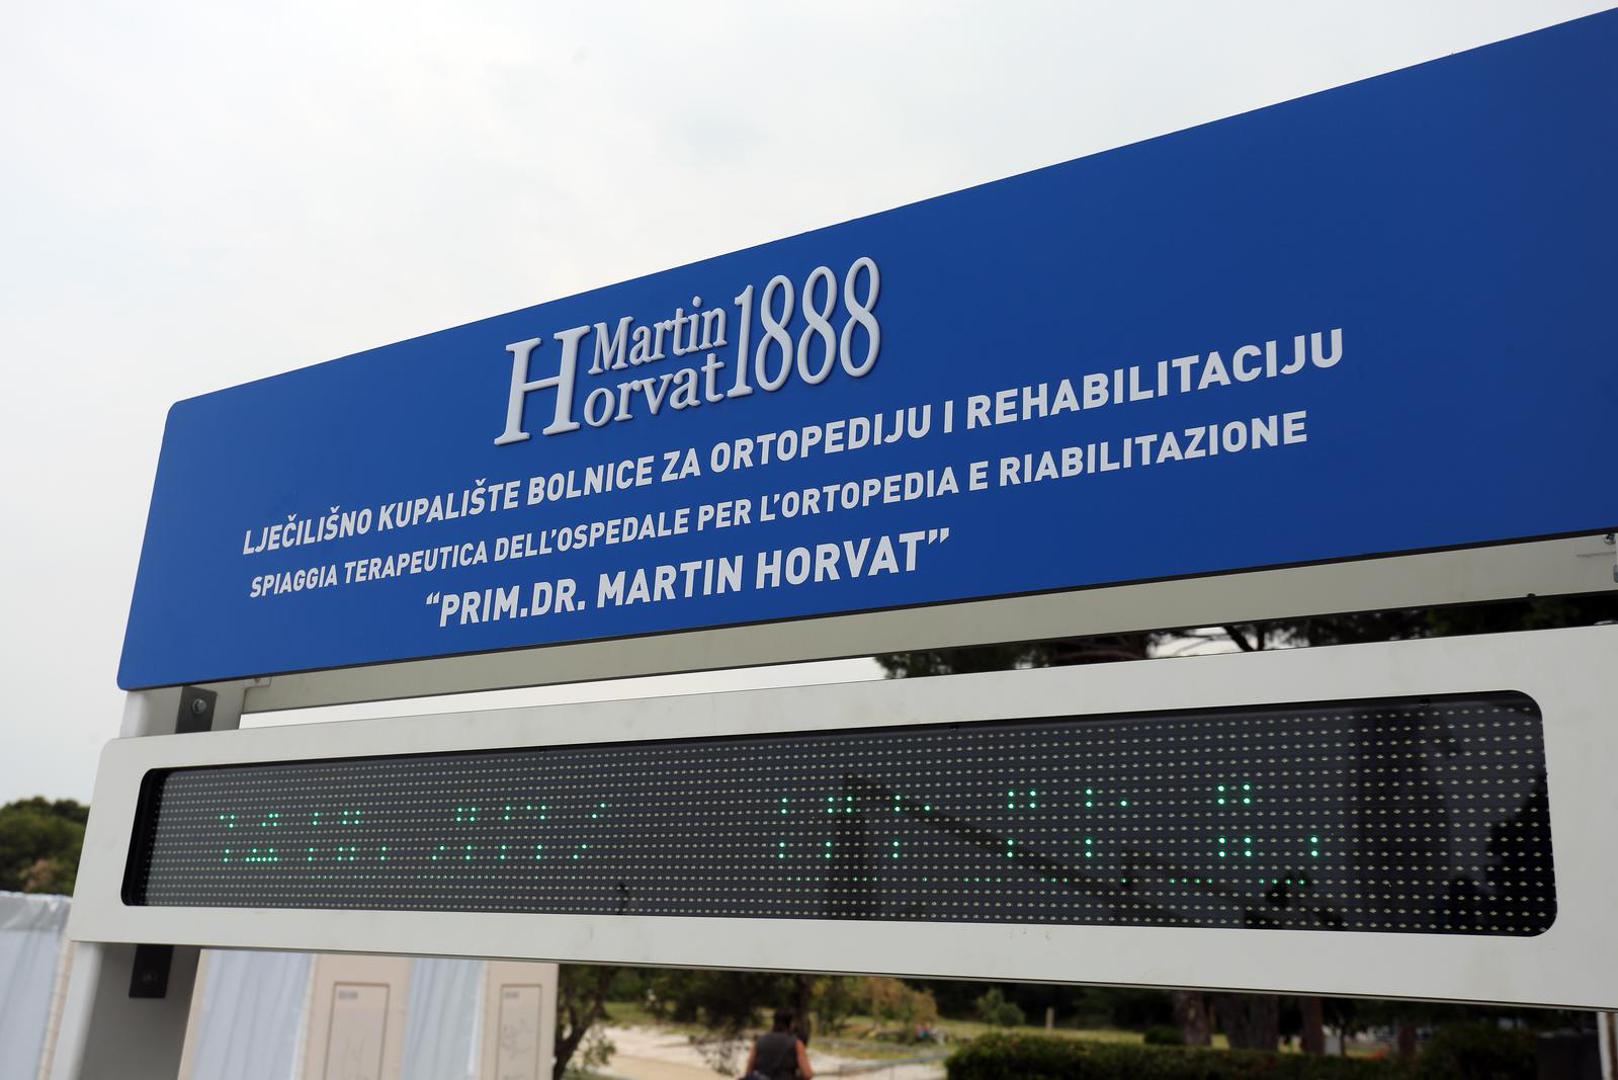 Martin Horvat 1888
LJEČILIŠNO KUPALIŠTE BOLNICE ZA ORTOPEDIJU I REHABILITACIJU
SPIAGGIA TERAPEUTICA DELL'OSPEDALE PER L'ORTOPEDIA E RIABILITAZIONE
“PRIM.DR. MARTIN HORVAT”